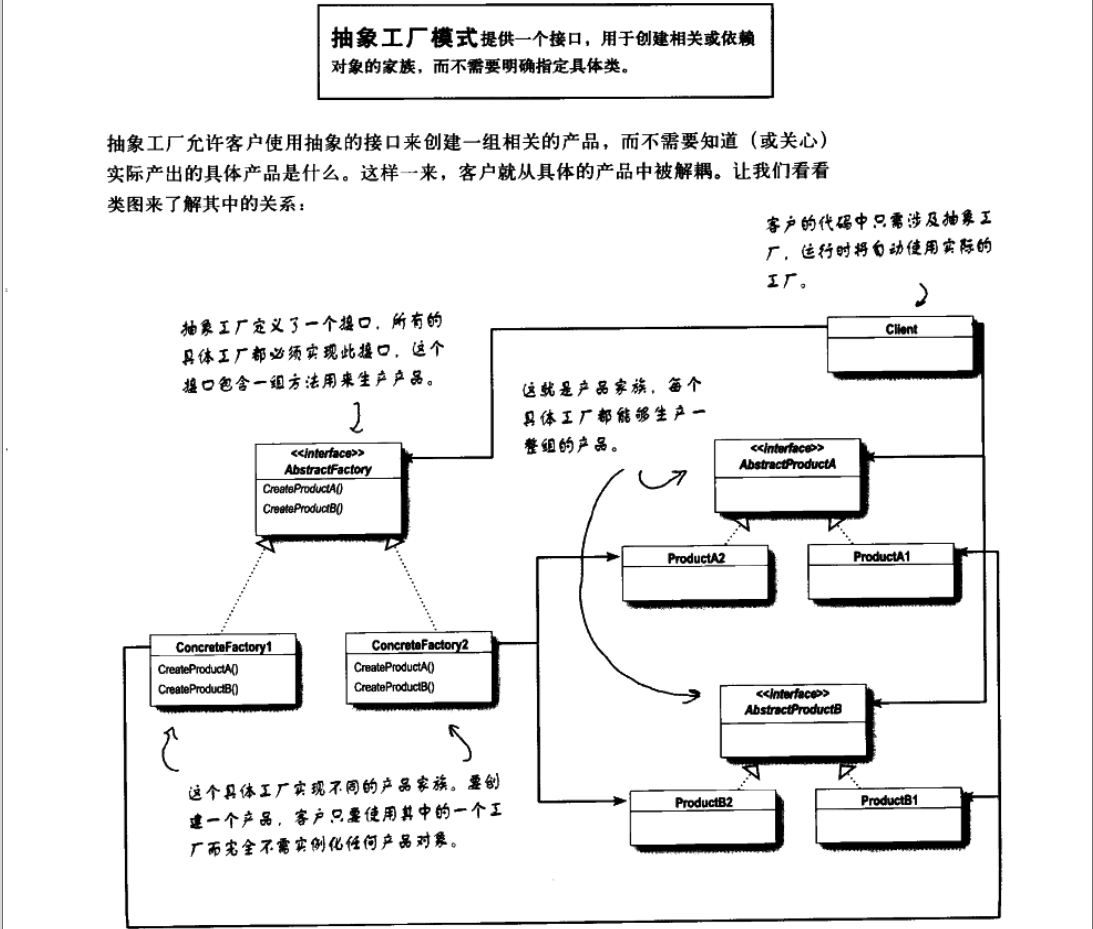 抽象工厂模式提供一个接口，用于创建相关或依赖
对象的家族，而不需要明确指定具体类。
抽象工厂允许客户使用抽象的接口来创建一组相关的产品，而不需要知道（或关心）
实际产出的具体产品是什么。这样一来，客户就从具体的产品中被解耦。让我们看看
类图来了解其中的关系：
客户的代码中只需涉及抽象工
厂，运行时将自动使用实际的
工厂。
抽象工厂定义了一个接口，所有的
具体工厂都必须实现此接口，这个
接口包含一组方法用来生产产品。
Client
这就是产品家族，每个
具体工厂都能够生产一
整组的产品。
<<interface>>
AbstractFactory
CreateProductA()
CreateProductB()
<<interface>>
AbstractProductA
ProductA2
ProductA1
ConcreteFactory1
CreateProductA()
CreateProductB()
ConcreteFactory2
CreateProductA()
CreateProductB()
<<interface>>
AbstractProductB
ProductB2
ProductB1
这个具体工厂实现不同的产品家族。要创
建一个产品，客户只要使用其中的一个工
厂而完全不需实例化任何产品对象。